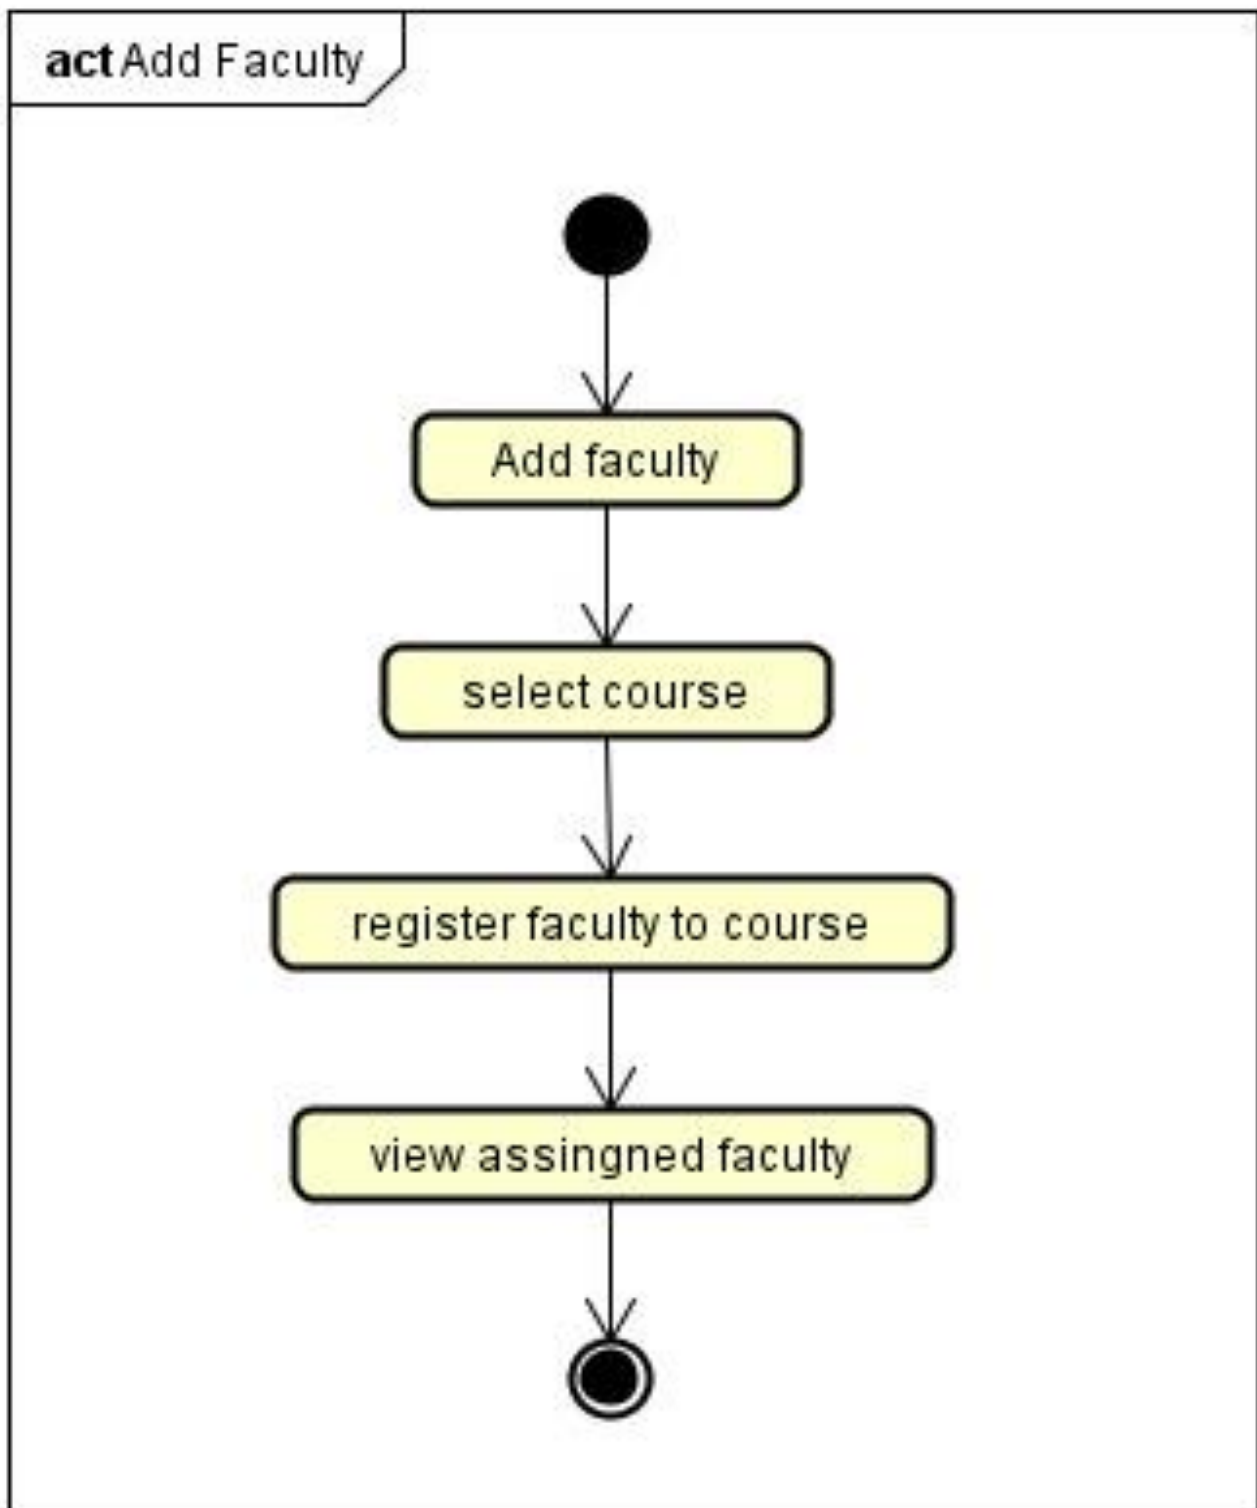 act Add Faculty
Add faculty
select course
register faculty to course
view assingned faculty